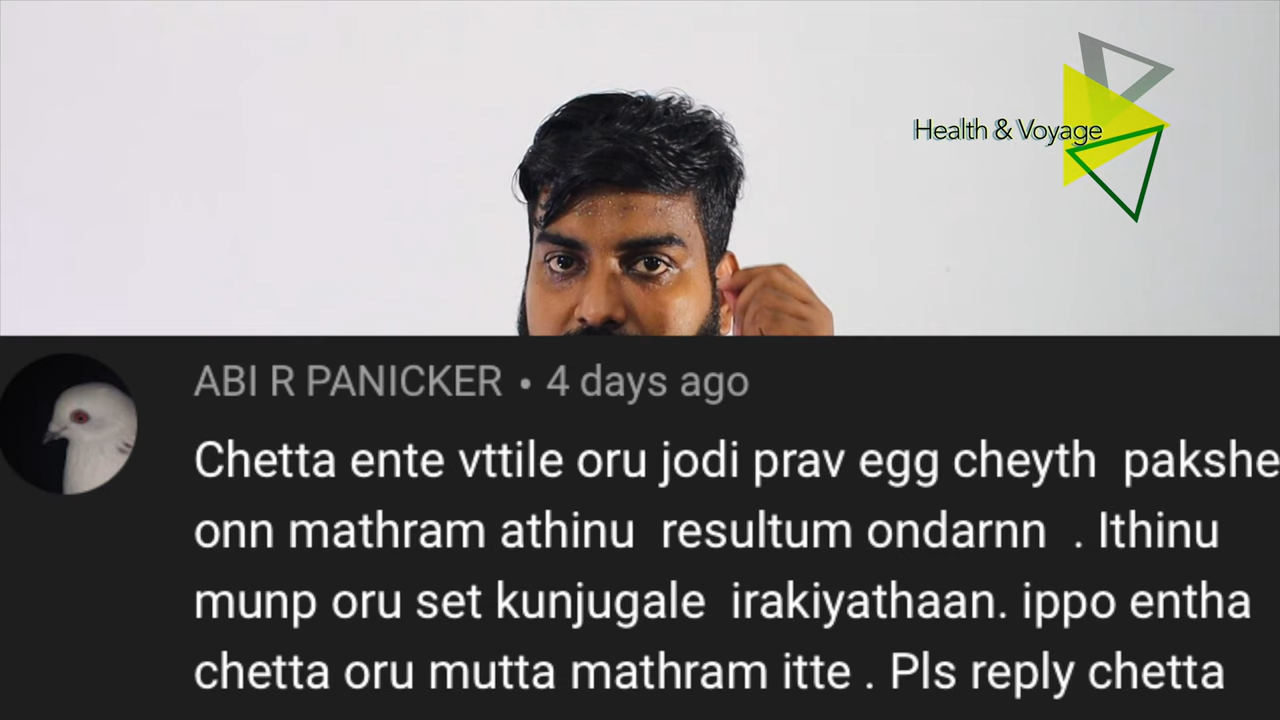 Health & Voyage
ABI R PANICKER • 4 days ago
Chetta ente vttile oru jodi prav egg cheyth pakshe
onn mathram athinu resultum ondarnn . Ithinu
munp oru set kunjugale irakiyathaan. ippo entha
chetta oru mutta mathram itte . Pls reply chetta